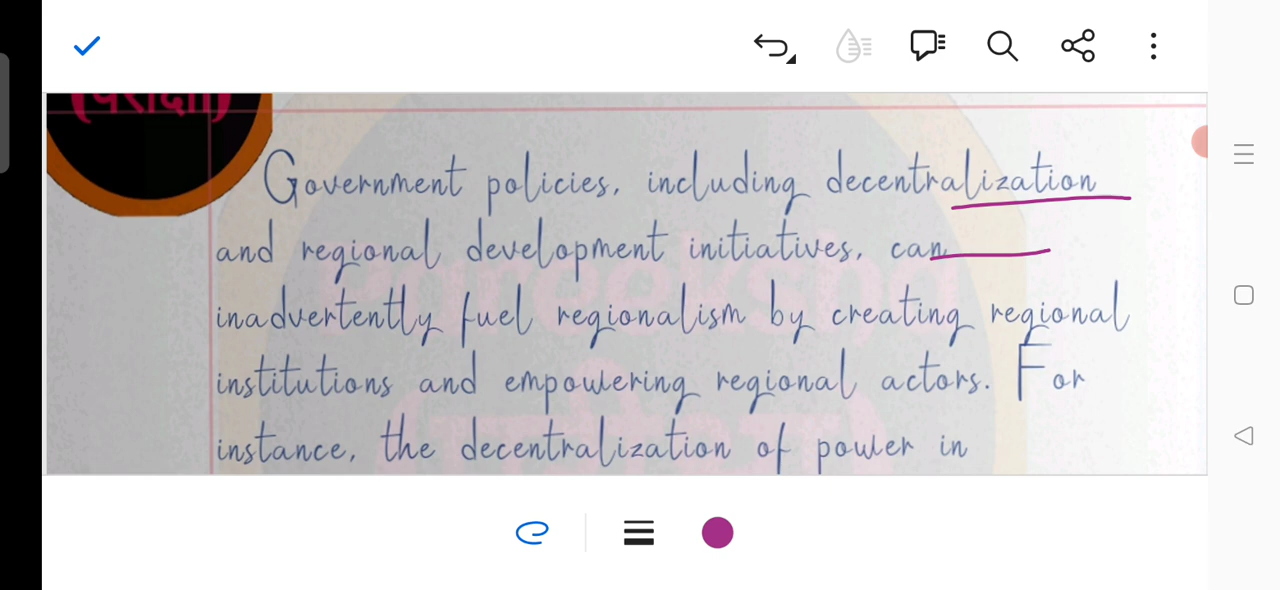 (परीक्षा)
Government policies, including decentralization
and regional development initiatives, can
inadvertently fuel regionalism by creating regional
institutions and empowering regional actors. For
instance, the decentralization of power in